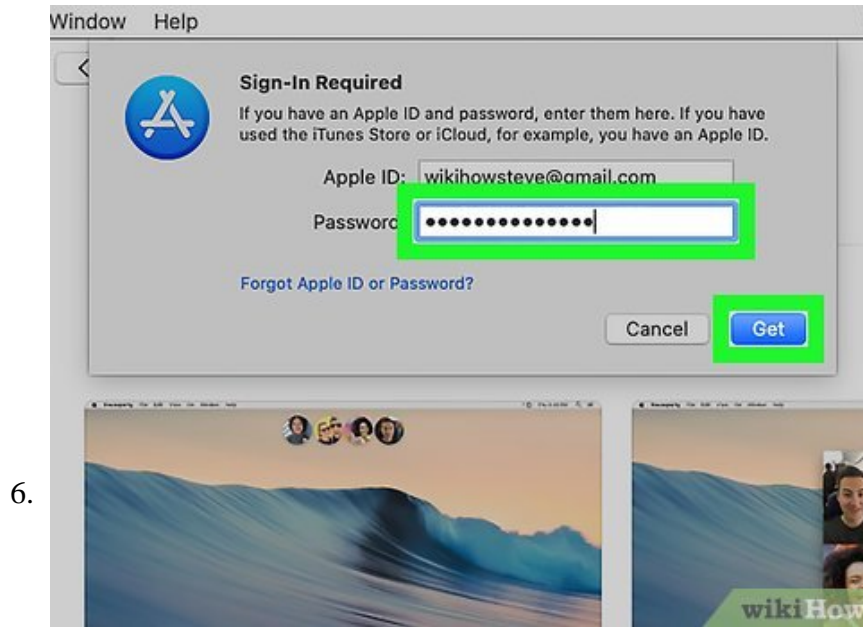 Window Help
Sign-In Required
If you have an Apple ID and password, enter them here. If you have
used the iTunes Store or iCloud, for example, you have an Apple ID.
Apple ID: wikihowsteve@gmail.com
Password ••••••••••••••
Forgot Apple ID or Password?
Cancel Get
6.
wikiHow